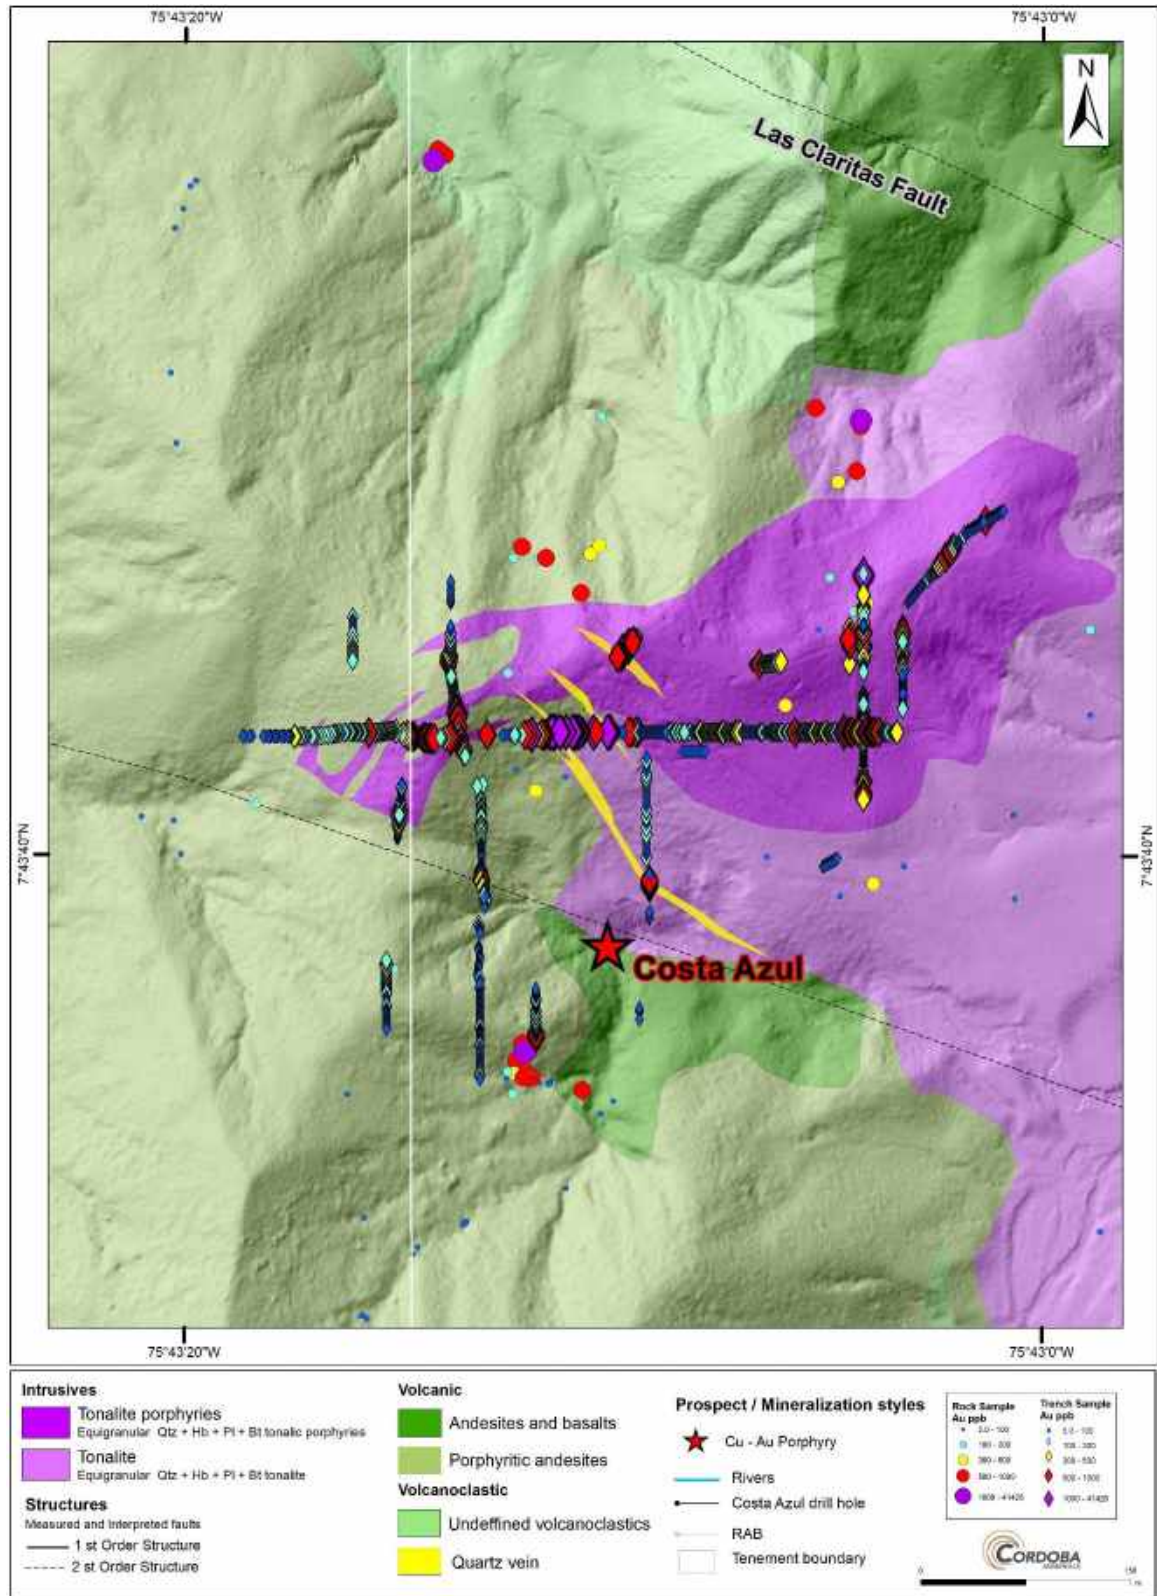 75°43'20"W
75°43'0"W
N
Las Claritas Fault
7°43'40"N
7°43'40"N
Costa Azul
75°43'20"W
75°43'0"W
Intrusives
Tonalite porphyries
Equigranular Qtz + Hb + Pl + Bt tonalic porphyries
Tonalite
Equigranular Qtz + Hb + Pl + Bt tonalite
Structures
Measured and Interpreted faults
1 st Order Structure
2 st Order Structure
Volcanic
Andesites and basalts
Porphyritic andesites
Volcanoclastic
Undeffined volcanoclastics
Quartz vein
Prospect / Mineralization styles
Cu - Au Porphyry
Rivers
Costa Azul drill hole
RAB
Tenement boundary
Rock Sample
Au ppb
Trench Sample
Au ppb
CORDOBA
0